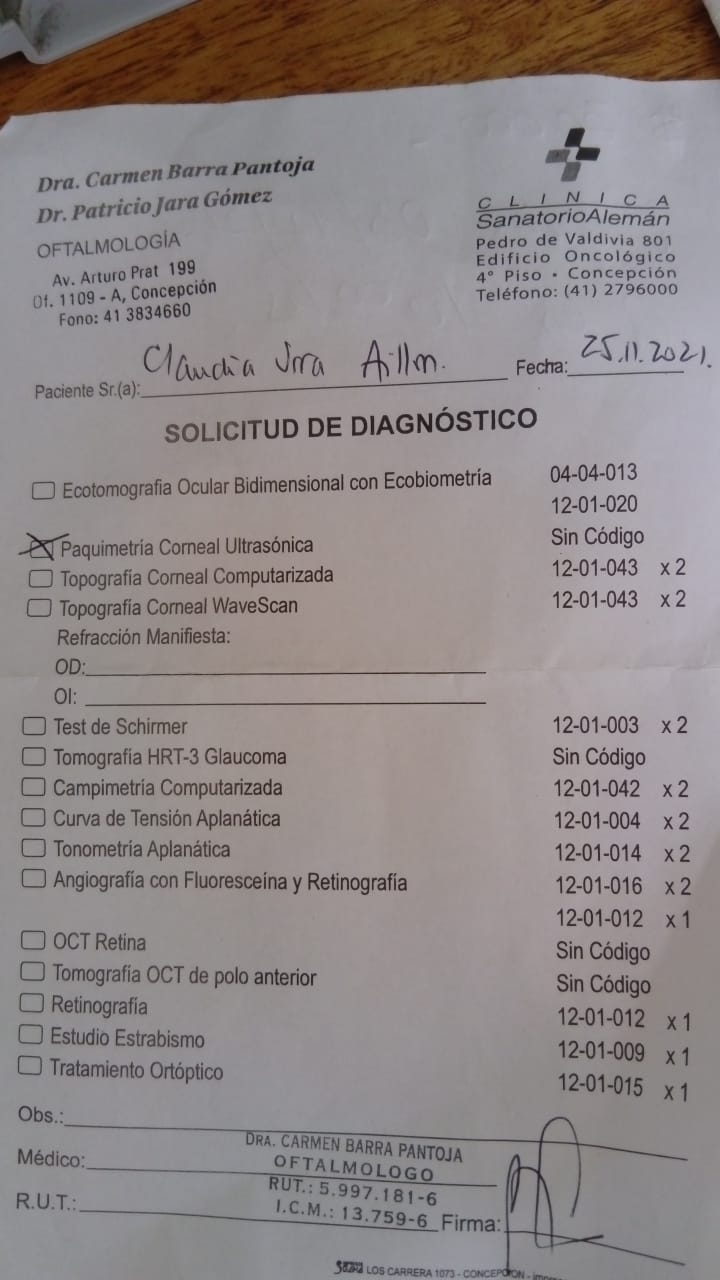 Dra. Carmen Barra Pantoja
Dr. Patricio Jara Gómez
OFTALMOLOGÍA
Av. Arturo Prat 199
Of. 1109 - A, Concepción
Fono: 41 3834660
CLINICA
SanatorioAlemán
Pedro de Valdivia 801
Edificio Oncológico
4° Piso • Concepción
Teléfono: (41) 2796000
Paciente Sr.(a): Claudia
Fecha: 25.11.2021.
SOLICITUD DE DIAGNÓSTICO
Ecotomografia Ocular Bidimensional con Ecobiometría 04-04-013
12-01-020
Paquimetría Corneal Ultrasónica Sin Código
Topografía Corneal Computarizada 12-01-043 x 2
Topografía Corneal WaveScan 12-01-043 x 2
Refracción Manifiesta:
OD:
OI:
Test de Schirmer 12-01-003 x 2
Tomografía HRT-3 Glaucoma Sin Código
Campimetría Computarizada 12-01-042 x 2
Curva de Tensión Aplanática 12-01-004 x 2
Tonometría Aplanática 12-01-014 x 2
Angiografía con Fluoresceína y Retinografía 12-01-016 x 2
12-01-012 x 1
OCT Retina Sin Código
Tomografía OCT de polo anterior Sin Código
Retinografía 12-01-012 x 1
Estudio Estrabismo 12-01-009 x 1
Tratamiento Ortóptico 12-01-015 x 1
Obs.:
Médico: DRA. CARMEN BARRA PANTOJA
OFTALMOLOGO
R.U.T.: RUT.: 5.997.181-6
I.C.M.: 13.759-6 Firma:
LOS CARRERA 1073 - CONCEPCION -